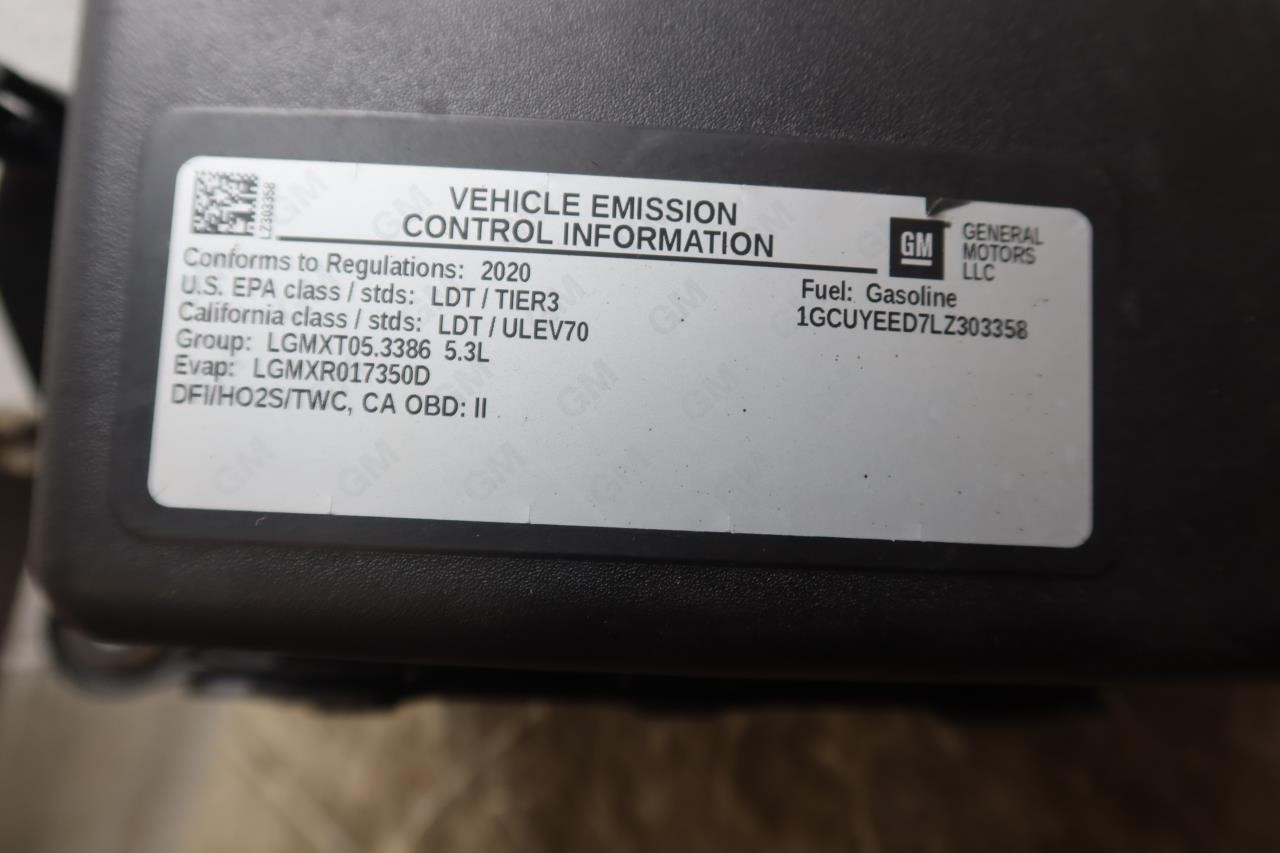 LZ303358
VEHICLE EMISSION
CONTROL INFORMATION
GM
GENERAL
MOTORS
LLC
Conforms to Regulations: 2020
U.S. EPA class / stds: LDT / TIER3
California class / stds: LDT / ULEV70
Group: LGMXT05.3386 5.3L
Evap: LGMXR017350D
DFI/HO2S/TWC, CA OBD: II
Fuel: Gasoline
1GCUYEED7LZ303358